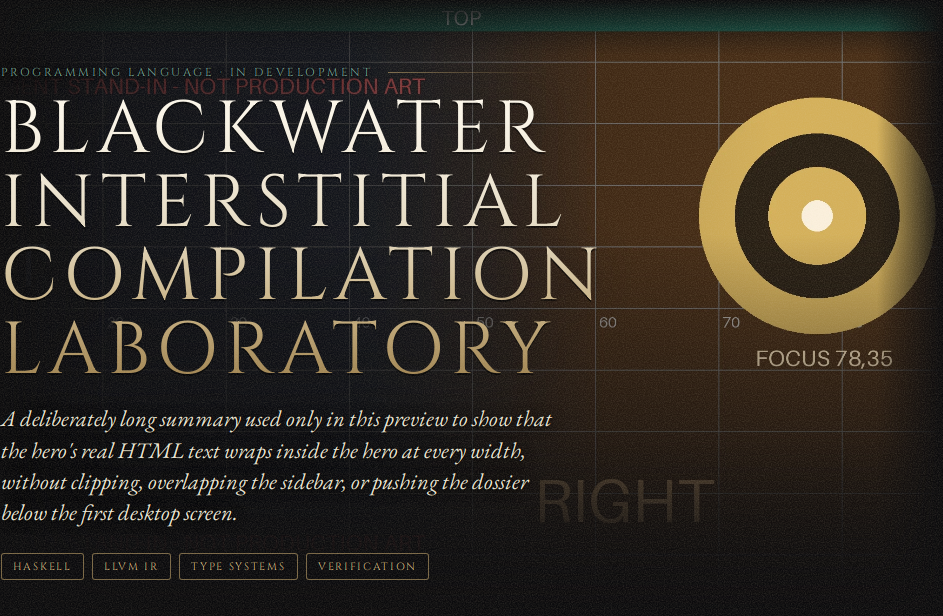 TOP
PROGRAMMING LANGUAGE IN DEVELOPMENT
STAND-IN - NOT PRODUCTION ART
BLACKWATER
INTERSTITIAL
COMPILATION
LABORATORY
50 60 70
FOCUS 78,35
A deliberately long summary used only in this preview to show that
the hero's real HTML text wraps inside the hero at every width,
without clipping, overlapping the sidebar, or pushing the dossier
below the first desktop screen.
RIGHT
HASKELL LLVM IR TYPE SYSTEMS VERIFICATION